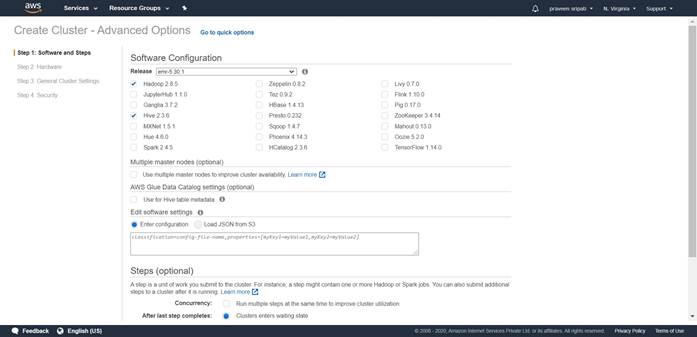 aws
Services
Resource Groups
praveen sripati
N. Virginia
Support
Create Cluster - Advanced Options
Go to quick options
Step 1: Software and Steps
Step 2: Hardware
Step 3: General Cluster Settings
Step 4: Security
Software Configuration
Release emr-5.30.1
Hadoop 2.8.5 Zeppelin 0.8.2 Livy 0.7.0
JupyterHub 1.1.0 Tez 0.9.2 Flink 1.10.0
Ganglia 3.7.2 HBase 1.4.13 Pig 0.17.0
Hive 2.3.6 Presto 0.232 ZooKeeper 3.4.14
MXNet 1.5.1 Sqoop 1.4.7 Mahout 0.13.0
Hue 4.6.0 Phoenix 4.14.3 Oozie 5.2.0
Spark 2.4.5 HCatalog 2.3.6 TensorFlow 1.14.0
Multiple master nodes (optional)
Use multiple master nodes to improve cluster availability. Learn more
AWS Glue Data Catalog settings (optional)
Use for Hive table metadata
Edit software settings
Enter configuration Load JSON from S3
classification=config-file-name,properties=[myKey1=myValue1,myKey2=myValue2]
Steps (optional)
A step is a unit of work you submit to the cluster. For instance, a step might contain one or more Hadoop or Spark jobs. You can also submit additional
steps to a cluster after it is running. Learn more
Concurrency: Run multiple steps at the same time to improve cluster utilization
After last step completes: Clusters enters waiting state
Feedback English (US) © 2008 - 2020, Amazon Internet Services Private Ltd. or its affiliates. All rights reserved. Privacy Policy Terms of Use